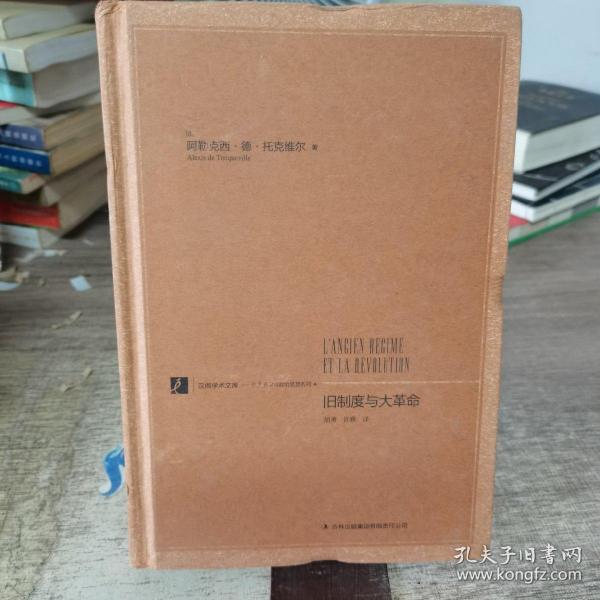 阿勒克西·德·托克维尔 著
Alexis de Tocqueville
L'ANCIEN REGIME
ET LA REVOLUTION
汉阅学术文库
旧制度与大革命
译
吉林出版集团有限责任公司
孔夫子旧书网
www.kongfz.com